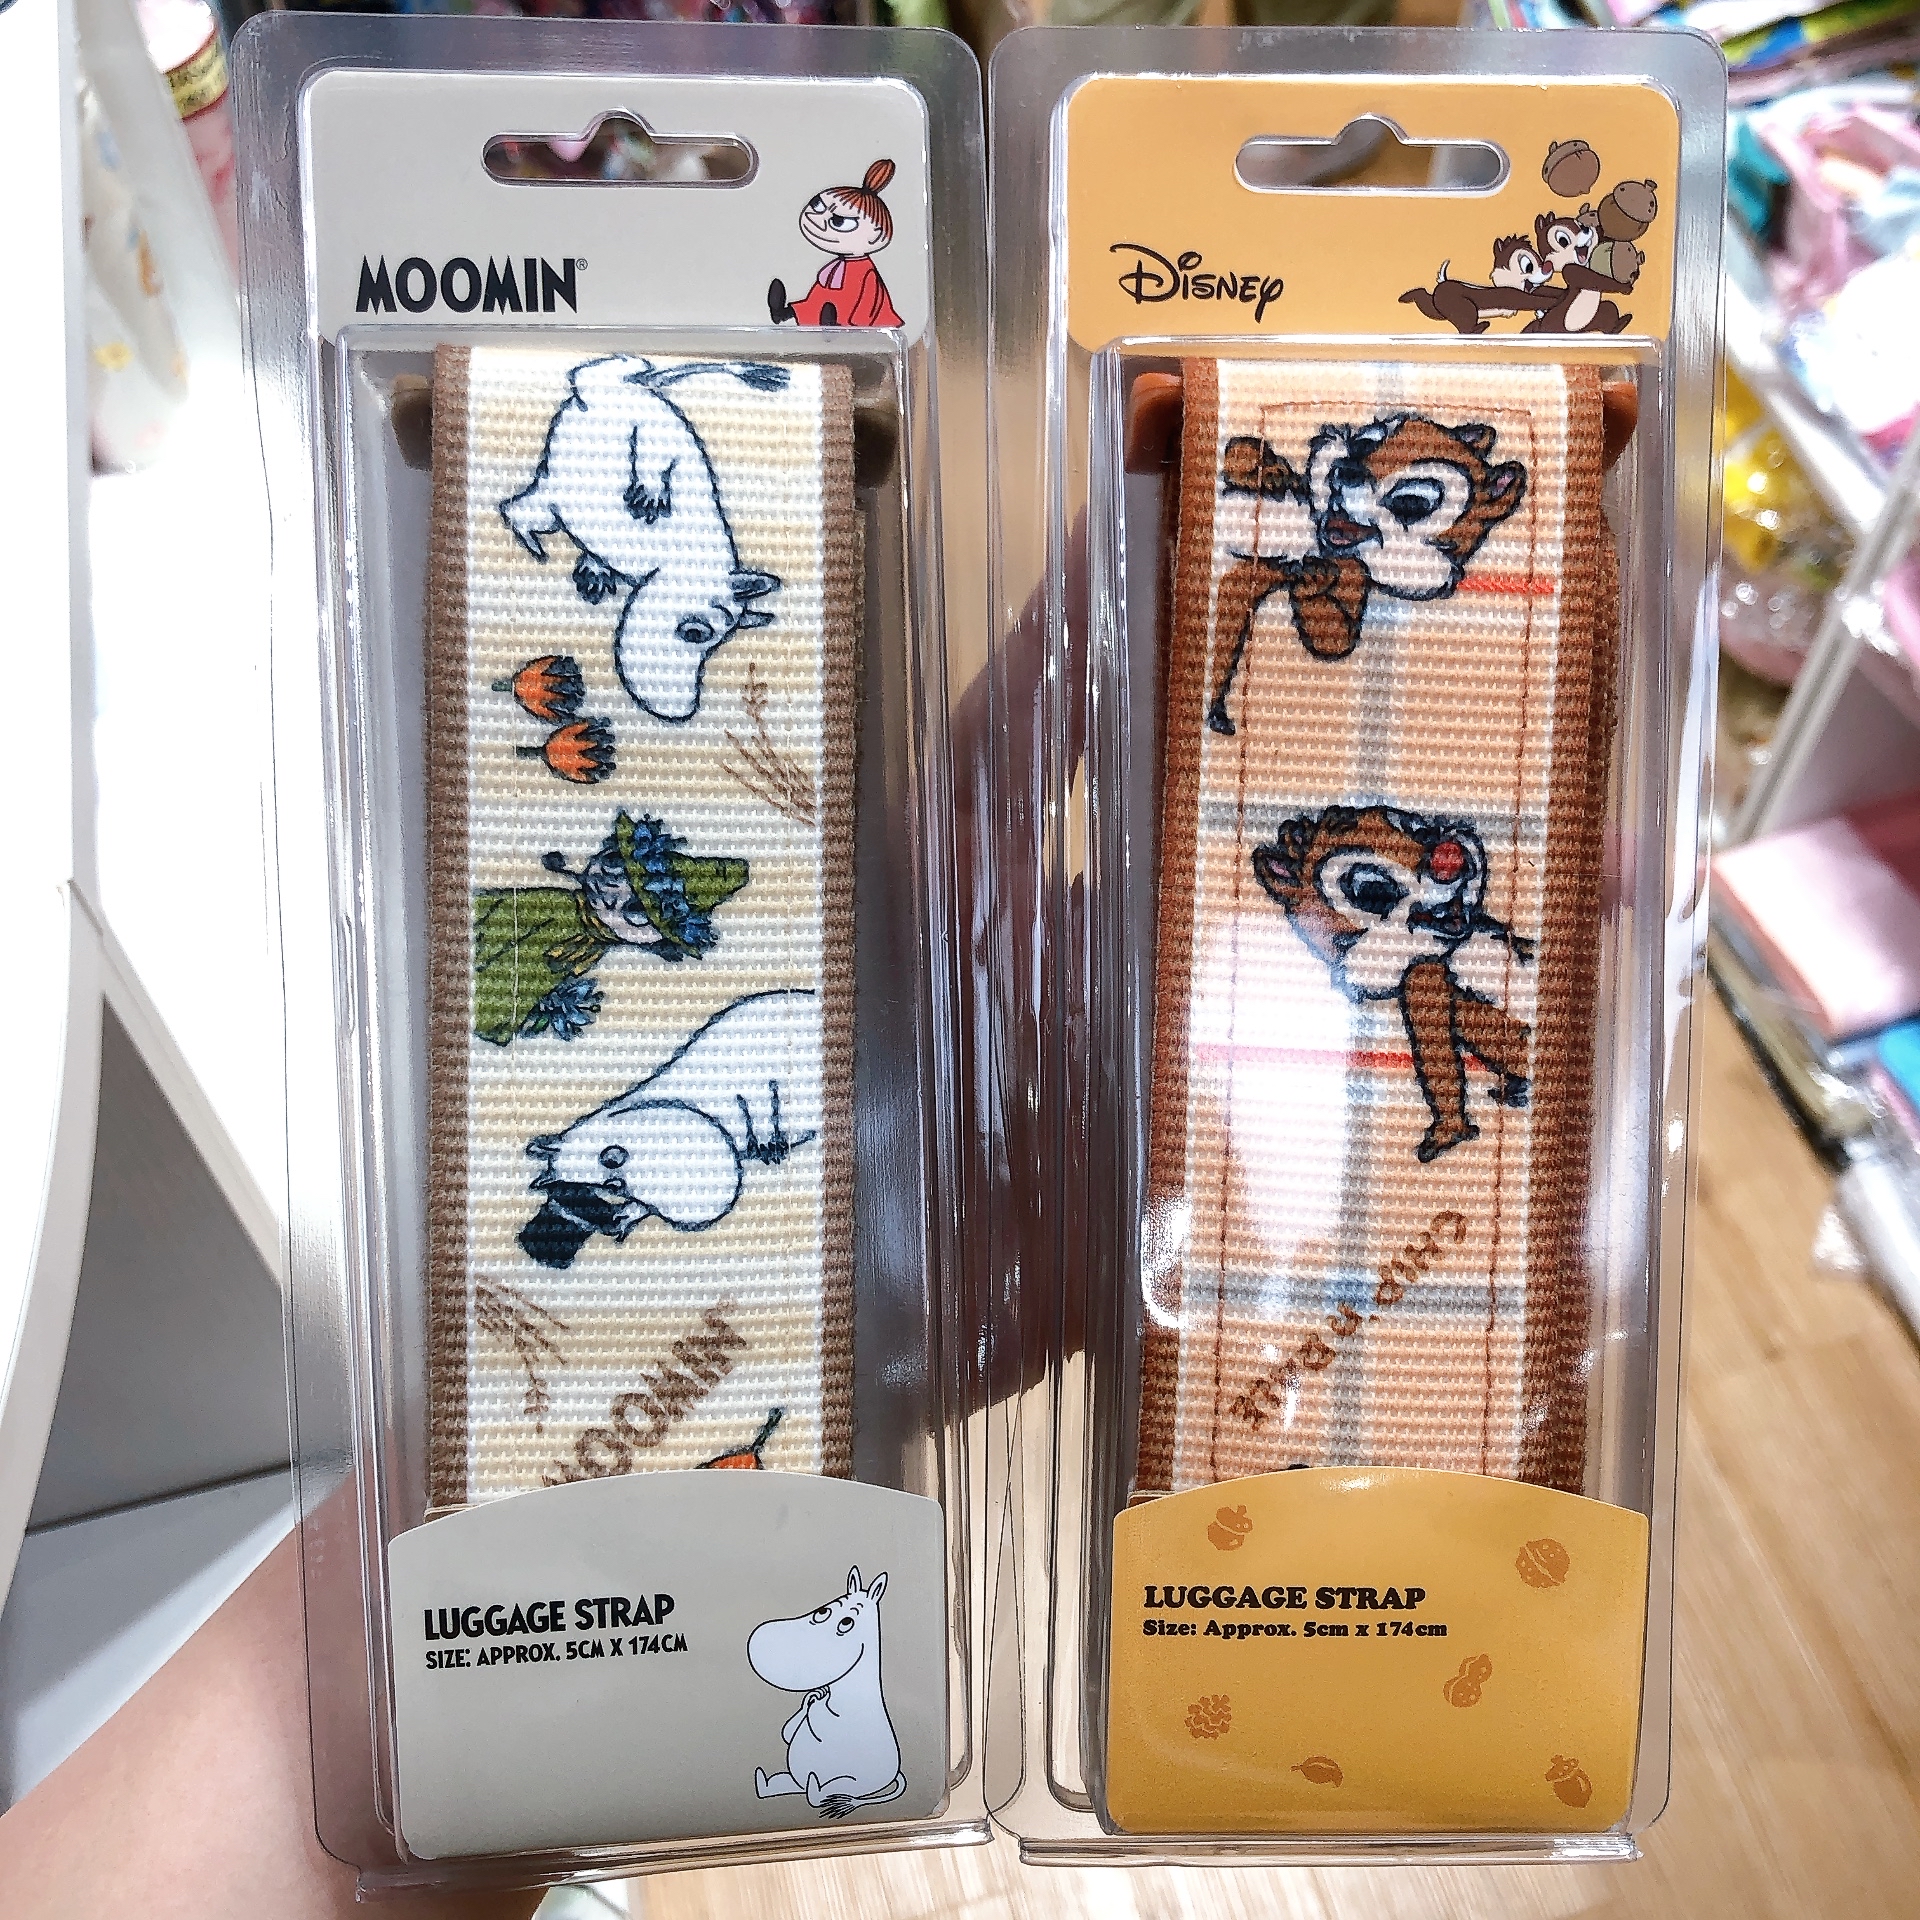 MOOMIN®
MOOMIN
LUGGAGE STRAP
SIZE: APPROX. 5CM X 174CM
Disney
CHIP 'n DALE
LUGGAGE STRAP
Size: Approx. 5cm x 174cm